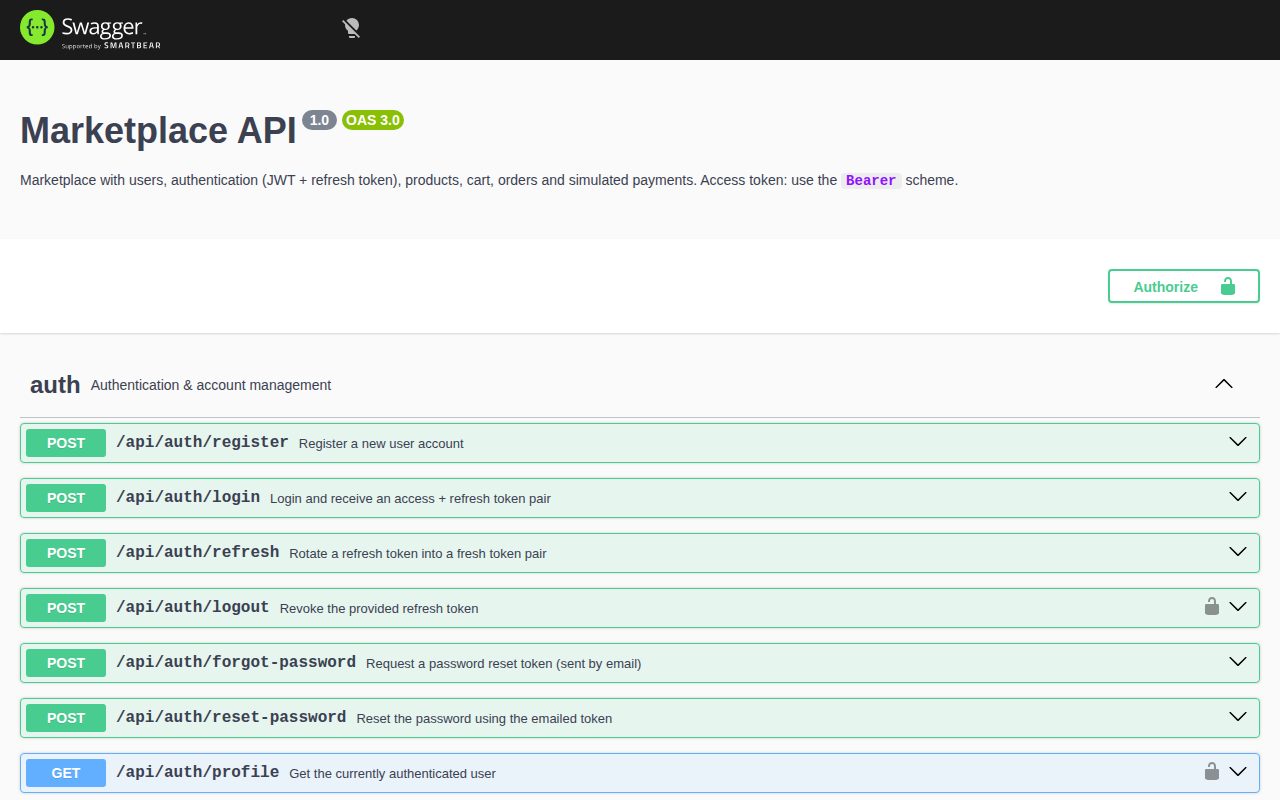 {···} Swagger
Supported by SMARTBEAR
Marketplace API 1.0 OAS 3.0
Marketplace with users, authentication (JWT + refresh token), products, cart, orders and simulated payments. Access token: use the Bearer scheme.
Authorize
auth Authentication & account management
POST /api/auth/register Register a new user account
POST /api/auth/login Login and receive an access + refresh token pair
POST /api/auth/refresh Rotate a refresh token into a fresh token pair
POST /api/auth/logout Revoke the provided refresh token
POST /api/auth/forgot-password Request a password reset token (sent by email)
POST /api/auth/reset-password Reset the password using the emailed token
GET /api/auth/profile Get the currently authenticated user